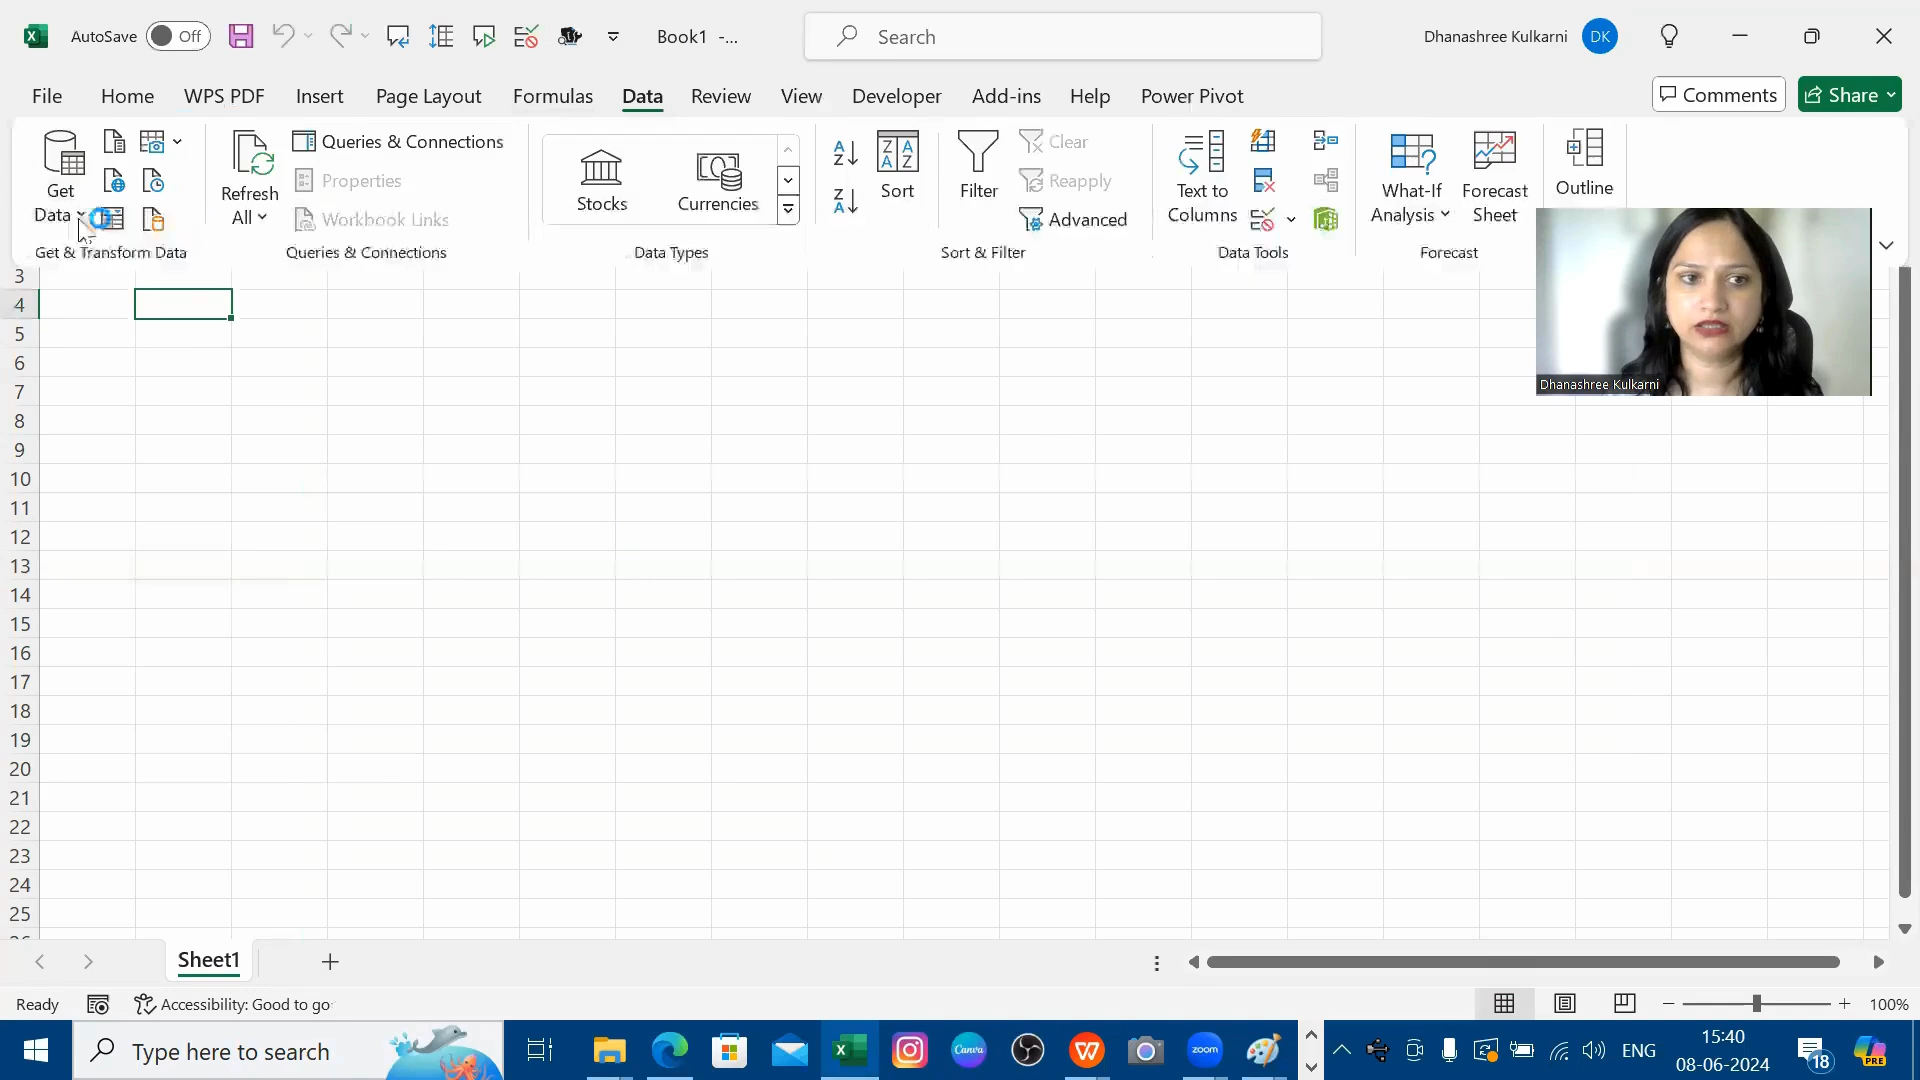 AutoSave Off Book1 -... Search Dhanashree Kulkarni DK
File Home WPS PDF Insert Page Layout Formulas Data Review View Developer Add-ins Help Power Pivot Comments Share
Get Data
Refresh All
Queries & Connections
Properties
Workbook Links
Stocks
Currencies
Sort
Filter
Clear
Reapply
Advanced
Text to Columns
What-If Analysis
Forecast Sheet
Outline
Get & Transform Data Queries & Connections Data Types Sort & Filter Data Tools Forecast
Dhanashree Kulkarni
3
4
5
6
7
8
9
10
11
12
13
14
15
16
17
18
19
20
21
22
23
24
25
Sheet1
Ready Accessibility: Good to go 100%
Type here to search Canva zoom ENG 15:40
08-06-2024
18
PRE